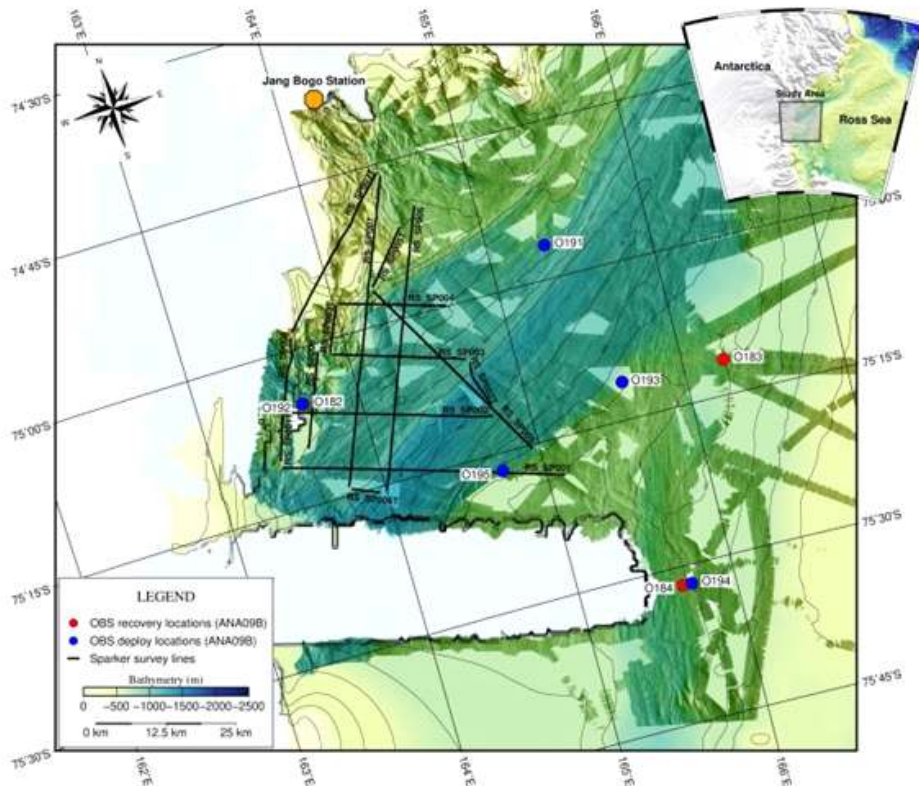 163°E
164°E
165°E
166°E
Antarctica
Study Area
Ross Sea
Jang Bogo Station
74°30'S
74°45'S
75°00'S
75°15'S
75°30'S
75°00'S
75°15'S
75°30'S
75°45'S
N
S
W
O191
RS_SP004
O183
RS_SP003
O193
O192
O182
RS_SP002
O195
RS_SP001
O184
O194
LEGEND
OBS recovery locations (ANA09B)
OBS deploy locations (ANA09B)
Sparker survey lines
Bathymetry (m)
0 −500 −1000 −1500 −2000 −2500
0 km 12.5 km 25 km
162°E
163°E
164°E
165°E
166°E